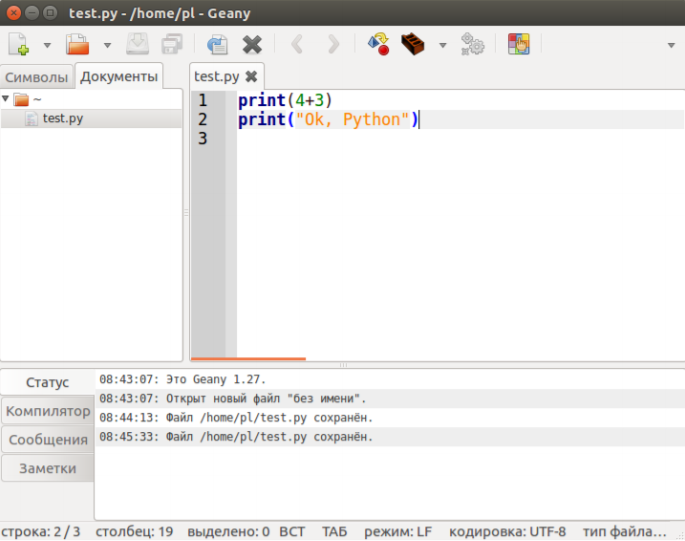 test.py - /home/pl - Geany
Символы
Документы
test.py
~
test.py
1 print(4+3)
2 print("Ok, Python")
3
Статус
Компилятор
Сообщения
Заметки
08:43:07: Это Geany 1.27.
08:43:07: Открыт новый файл "без имени".
08:44:13: Файл /home/pl/test.py сохранён.
08:45:33: Файл /home/pl/test.py сохранён.
строка: 2 / 3 столбец: 19 выделено: 0 ВСТ ТАБ режим: LF кодировка: UTF-8 тип файла...